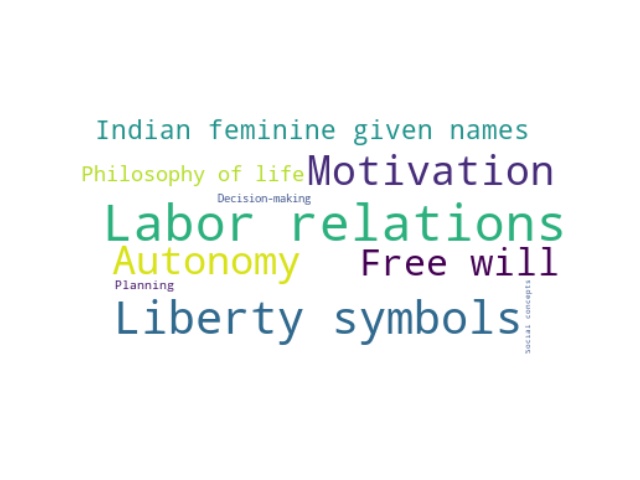 Indian feminine given names
Philosophy of life
Motivation
Decision-making
Labor relations
Autonomy
Free will
Planning
Liberty symbols
Social concepts